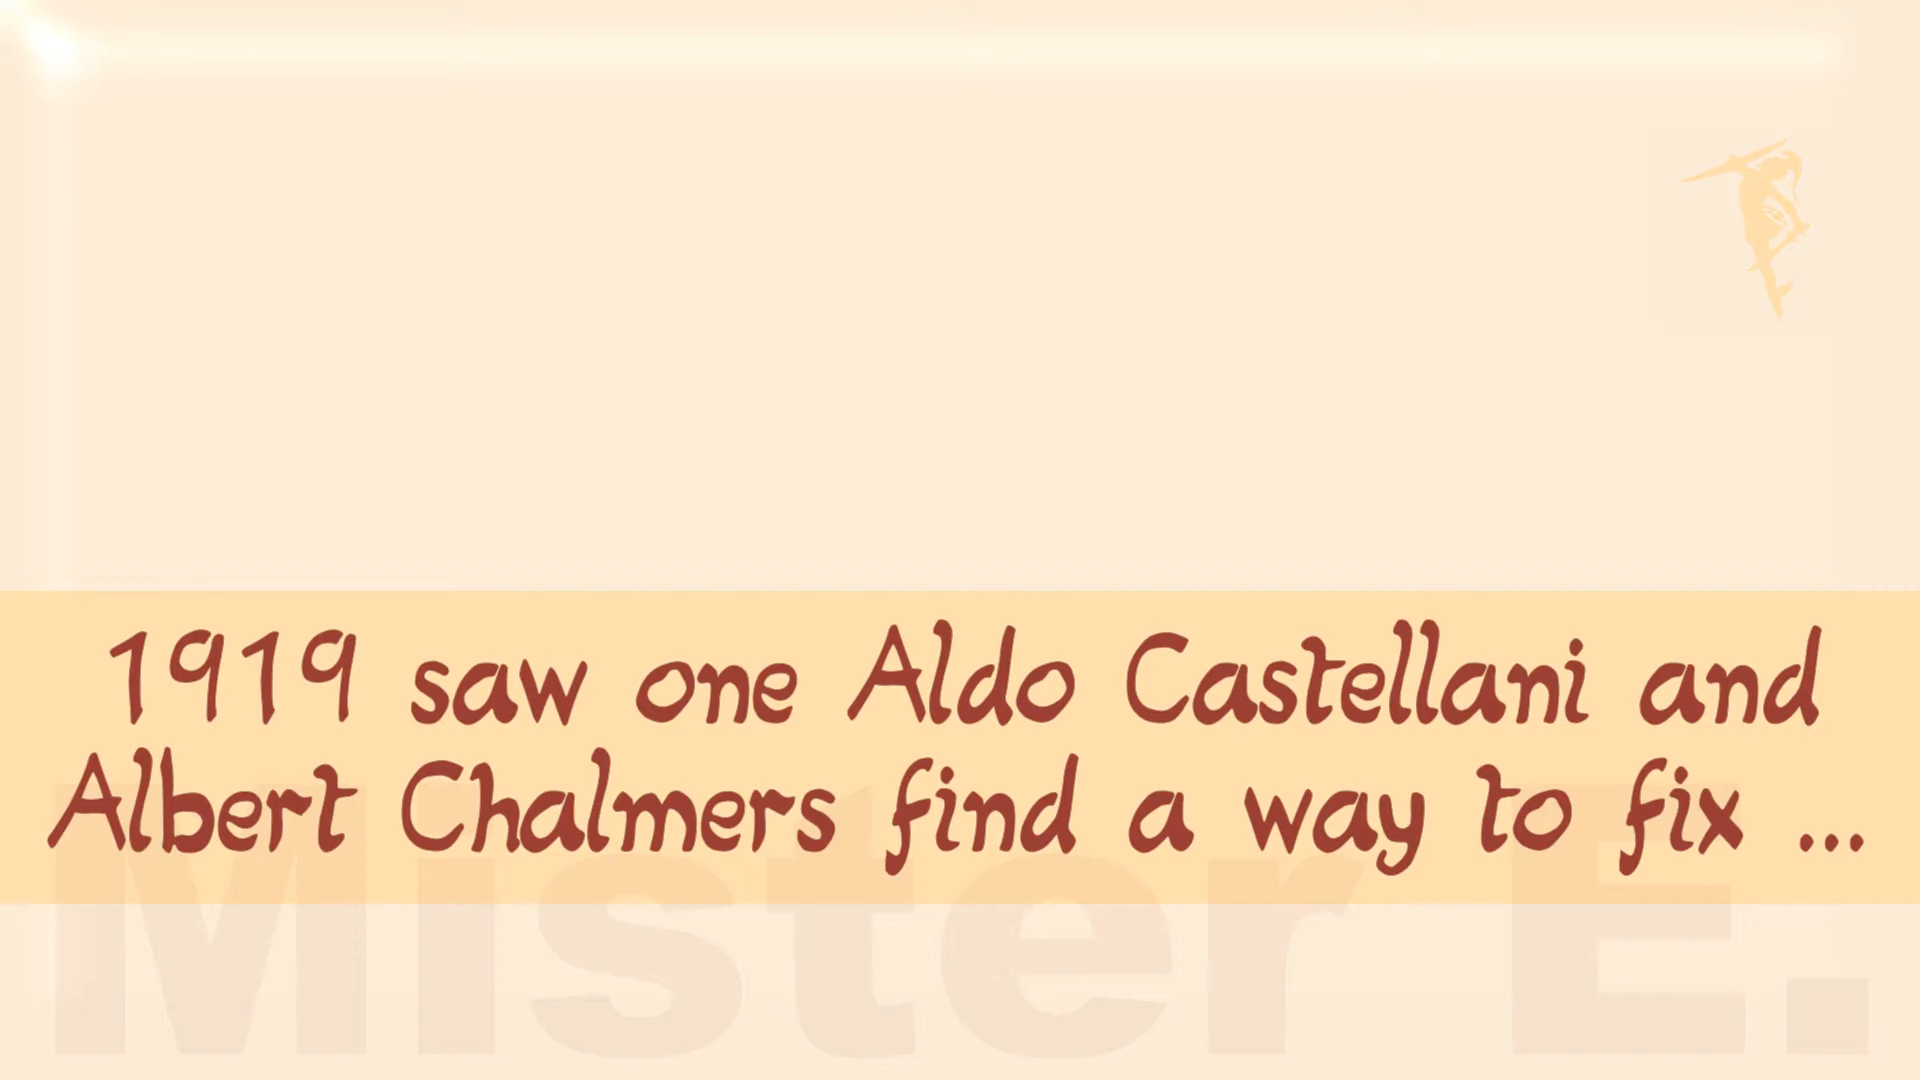 1919 saw one Aldo Castellani and
Albert Chalmers find a way to fix ...
Mister E.